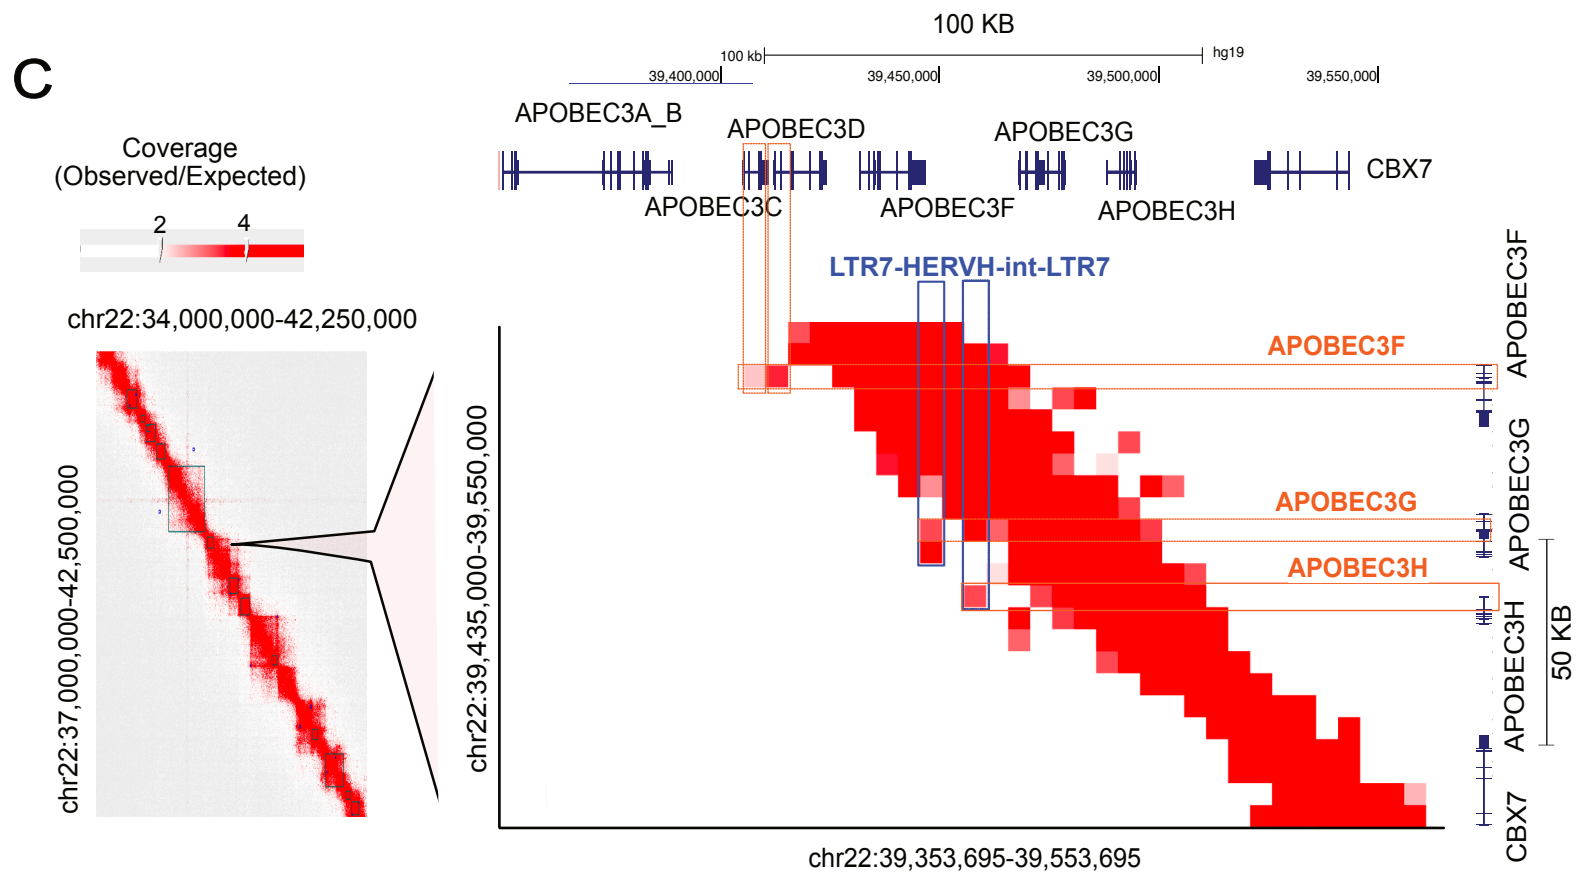 C
100 KB
100 kb
hg19
39,400,000
39,450,000
39,500,000
39,550,000
APOBEC3A_B
APOBEC3D
APOBEC3G
CBX7
APOBEC3C
APOBEC3F
APOBEC3H
Coverage
(Observed/Expected)
2
4
LTR7-HERVH-int-LTR7
chr22:34,000,000-42,250,000
chr22:37,000,000-42,500,000
chr22:39,435,000-39,550,000
APOBEC3F
APOBEC3G
APOBEC3H
APOBEC3F
APOBEC3G
APOBEC3H
CBX7
50 KB
chr22:39,353,695-39,553,695